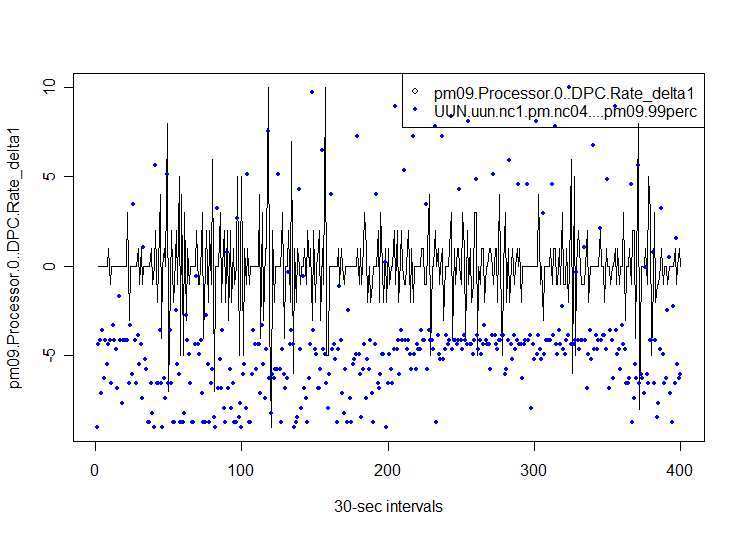 pm09.Processor.0..DPC.Rate_delta1
UUN.uun.nc1.pm.nc04....pm09.99perc
pm09.Processor.0..DPC.Rate_delta1
10
5
0
-5
0
100
200
300
400
30-sec intervals